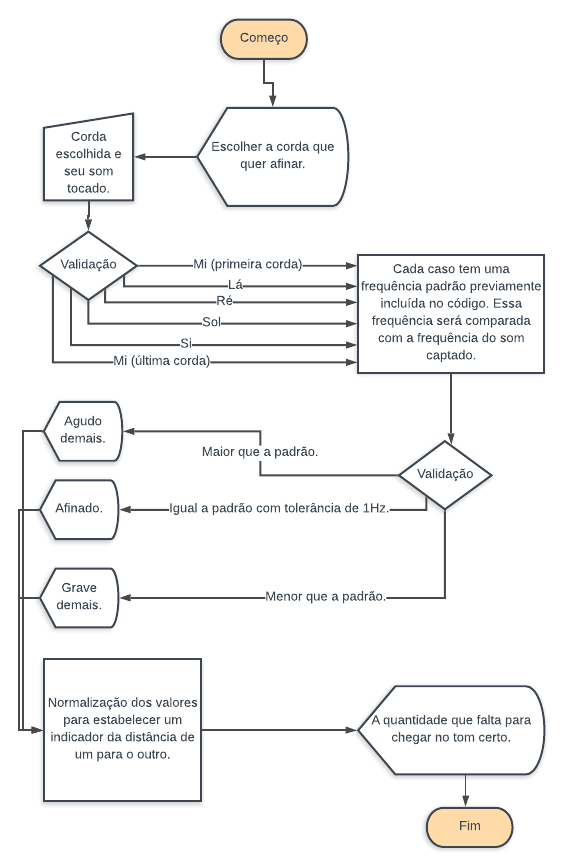 Começo
Escolher a corda que
quer afinar.
Corda
escolhida e
seu som
tocado.
Validação
Mi (primeira corda)
Lá
Ré
Sol
Si
Mi (última corda)
Cada caso tem uma
frequência padrão previamente
incluída no código. Essa
frequência será comparada
com a frequência do som
captado.
Validação
Maior que a padrão.
Agudo
demais.
Igual a padrão com tolerância de 1Hz.
Afinado.
Menor que a padrão.
Grave
demais.
Normalização dos valores
para estabelecer um
indicador da distância de
um para o outro.
A quantidade que falta para
chegar no tom certo.
Fim